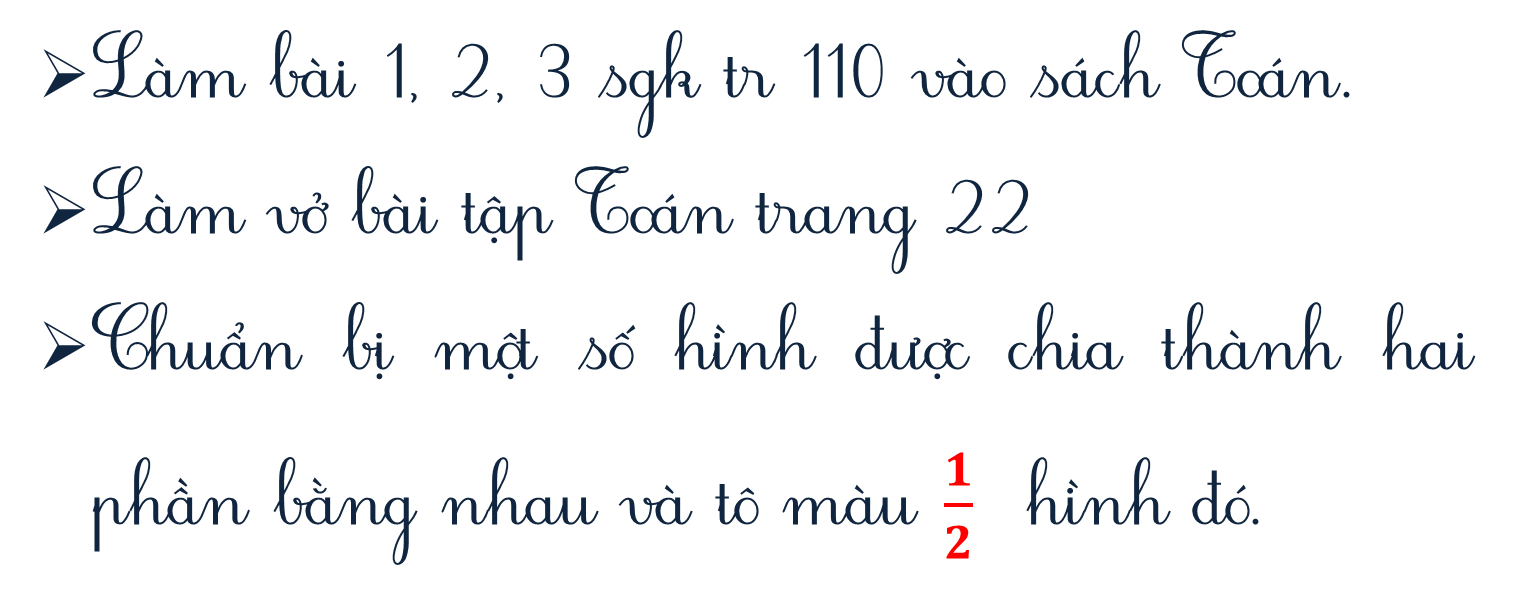 ➢Làm bài 1, 2, 3 sgk tr 110 vào sách Toán.
➢Làm vở bài tập Toán trang 22
➢Chuẩn bị một số hình được chia thành hai
phần bằng nhau và tô màu 1/2 hình đó.